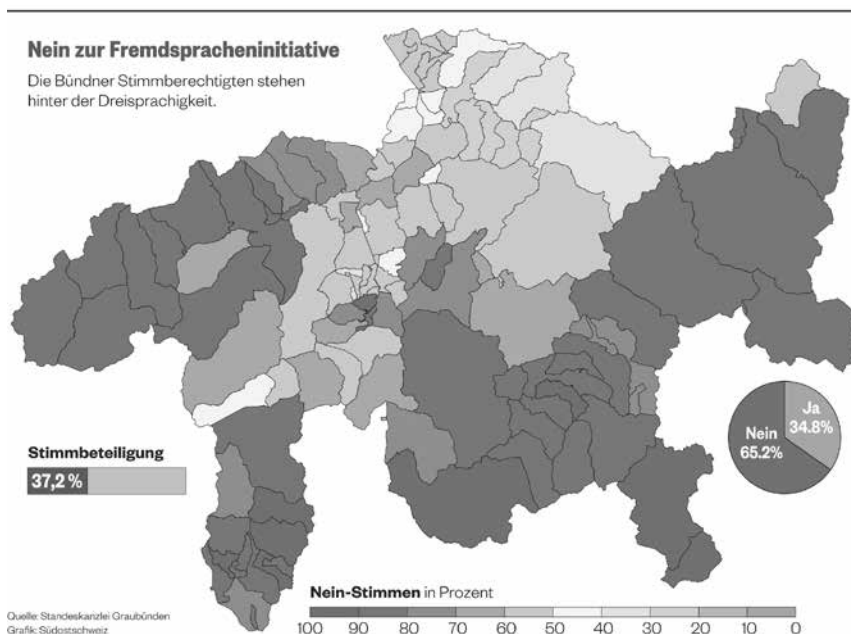 Nein zur Fremdspracheninitiative
Die Bündner Stimmberechtigten stehen
hinter der Dreisprachigkeit.
Ja
34.8%
Nein
65.2%
Stimmbeteiligung
37,2 %
Nein-Stimmen in Prozent
100 90 80 70 60 50 40 30 20 10 0
Quelle: Standeskanzlei Graubünden
Grafik: Südostschweiz